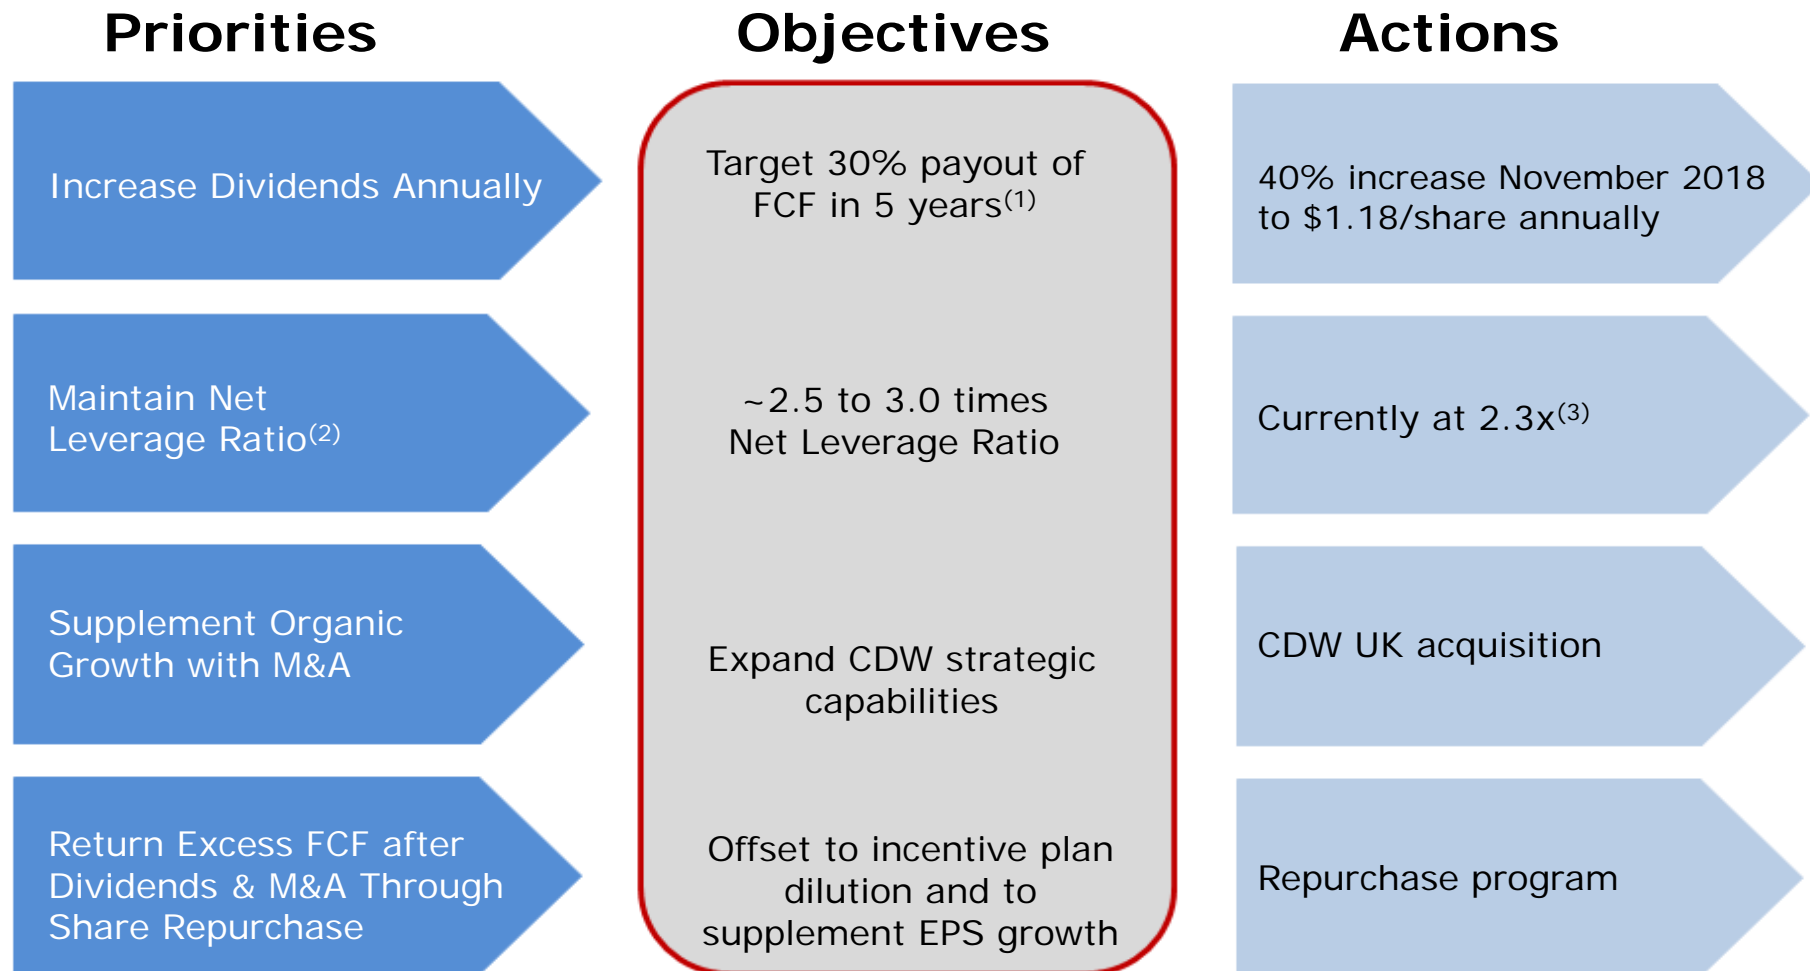 Priorities
Objectives
Actions
Increase Dividends Annually
Target 30% payout of
FCF in 5 years(1)
40% increase November 2018
to $1.18/share annually
Maintain Net
Leverage Ratio(2)
~2.5 to 3.0 times
Net Leverage Ratio
Currently at 2.3x(3)
Supplement Organic
Growth with M&A
Expand CDW strategic
capabilities
CDW UK acquisition
Return Excess FCF after
Dividends & M&A Through
Share Repurchase
Offset to incentive plan
dilution and to
supplement EPS growth
Repurchase program